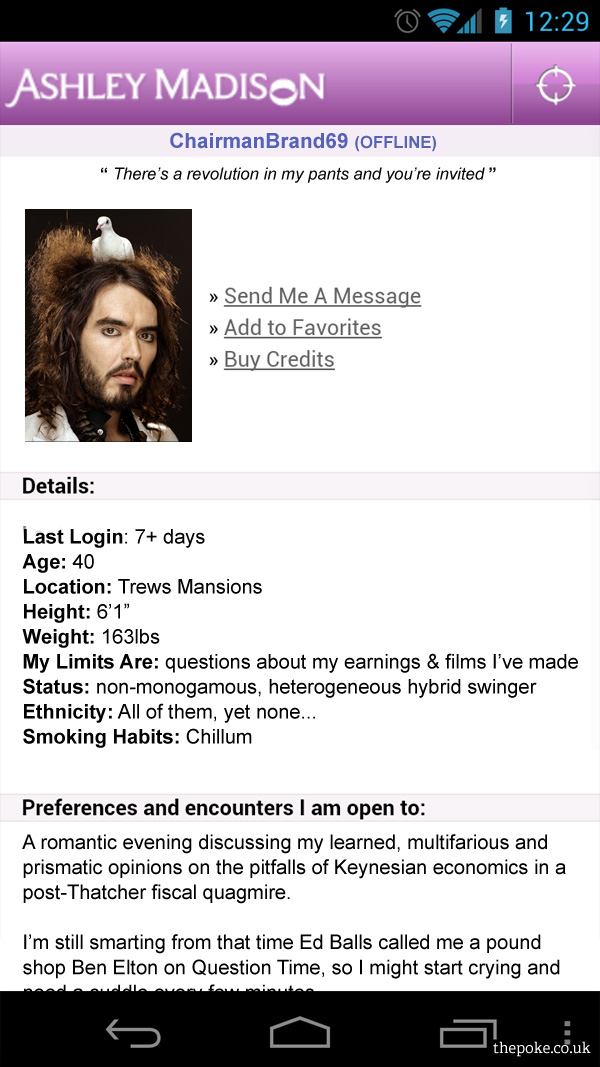 12:29
ASHLEY MADISON
ChairmanBrand69 (OFFLINE)
“ There’s a revolution in my pants and you’re invited ”
» Send Me A Message
» Add to Favorites
» Buy Credits
Details:
Last Login: 7+ days
Age: 40
Location: Trews Mansions
Height: 6’1”
Weight: 163lbs
My Limits Are: questions about my earnings & films I’ve made
Status: non-monogamous, heterogeneous hybrid swinger
Ethnicity: All of them, yet none...
Smoking Habits: Chillum
Preferences and encounters I am open to:
A romantic evening discussing my learned, multifarious and
prismatic opinions on the pitfalls of Keynesian economics in a
post-Thatcher fiscal quagmire.
I’m still smarting from that time Ed Balls called me a pound
shop Ben Elton on Question Time, so I might start crying and
need a cuddle every few minutes
thepoke.co.uk